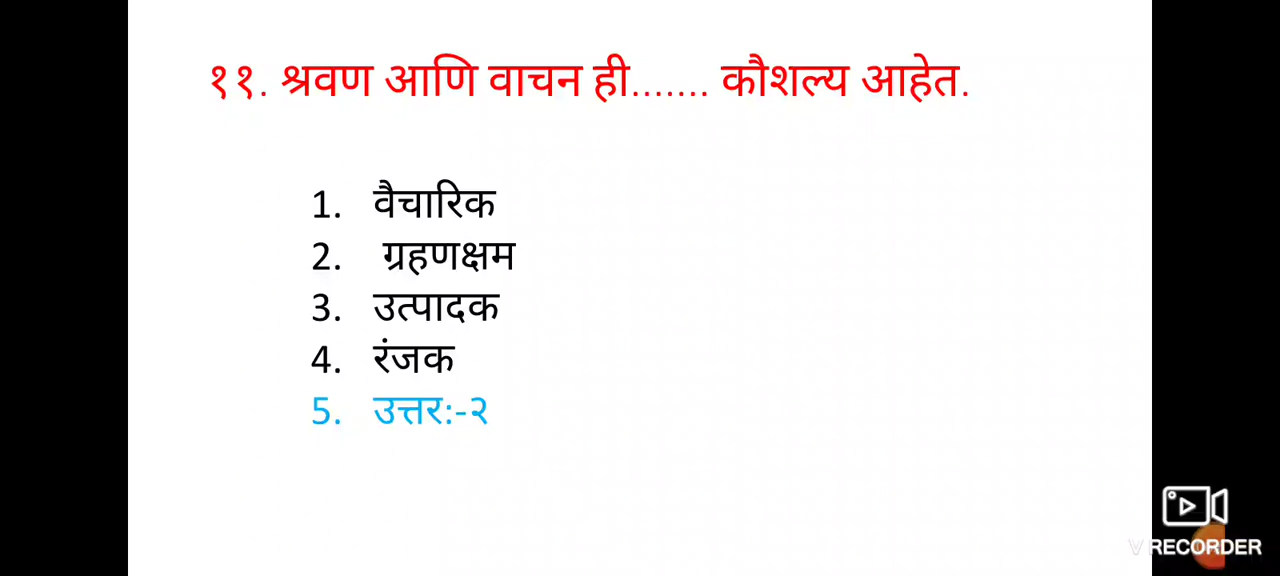 ११. श्रवण आणि वाचन ही....... कौशल्य आहेत.
1. वैचारिक
2. ग्रहणक्षम
3. उत्पादक
4. रंजक
5. उत्तर:-२
V RECORDER